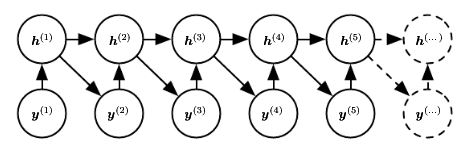 h^(1) h^(2) h^(3) h^(4) h^(5) h^(...)
y^(1) y^(2) y^(3) y^(4) y^(5) y^(...)